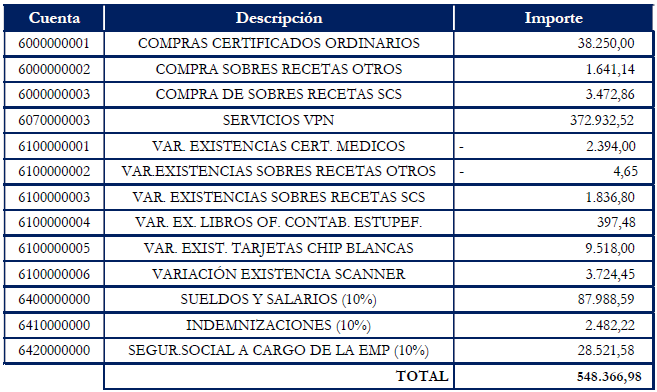 Cuenta Descripción Importe
6000000001 COMPRAS CERTIFICADOS ORDINARIOS 38.250,00
6000000002 COMPRA SOBRES RECETAS OTROS 1.641,14
6000000003 COMPRA DE SOBRES RECETAS SCS 3.472,86
6070000003 SERVICIOS VPN 372.932,52
6100000001 VAR. EXISTENCIAS CERT. MEDICOS - 2.394,00
6100000002 VAR.EXISTENCIAS SOBRES RECETAS OTROS - 4,65
6100000003 VAR. EXISTENCIAS SOBRES RECETAS SCS 1.836,80
6100000004 VAR. EX. LIBROS OF. CONTAB. ESTUPEF. 397,48
6100000005 VAR. EXIST. TARJETAS CHIP BLANCAS 9.518,00
6100000006 VARIACIÓN EXISTENCIA SCANNER 3.724,45
6400000000 SUELDOS Y SALARIOS (10%) 87.988,59
6410000000 INDEMNIZACIONES (10%) 2.482,22
6420000000 SEGUR.SOCIAL A CARGO DE LA EMP (10%) 28.521,58
TOTAL 548.366,98